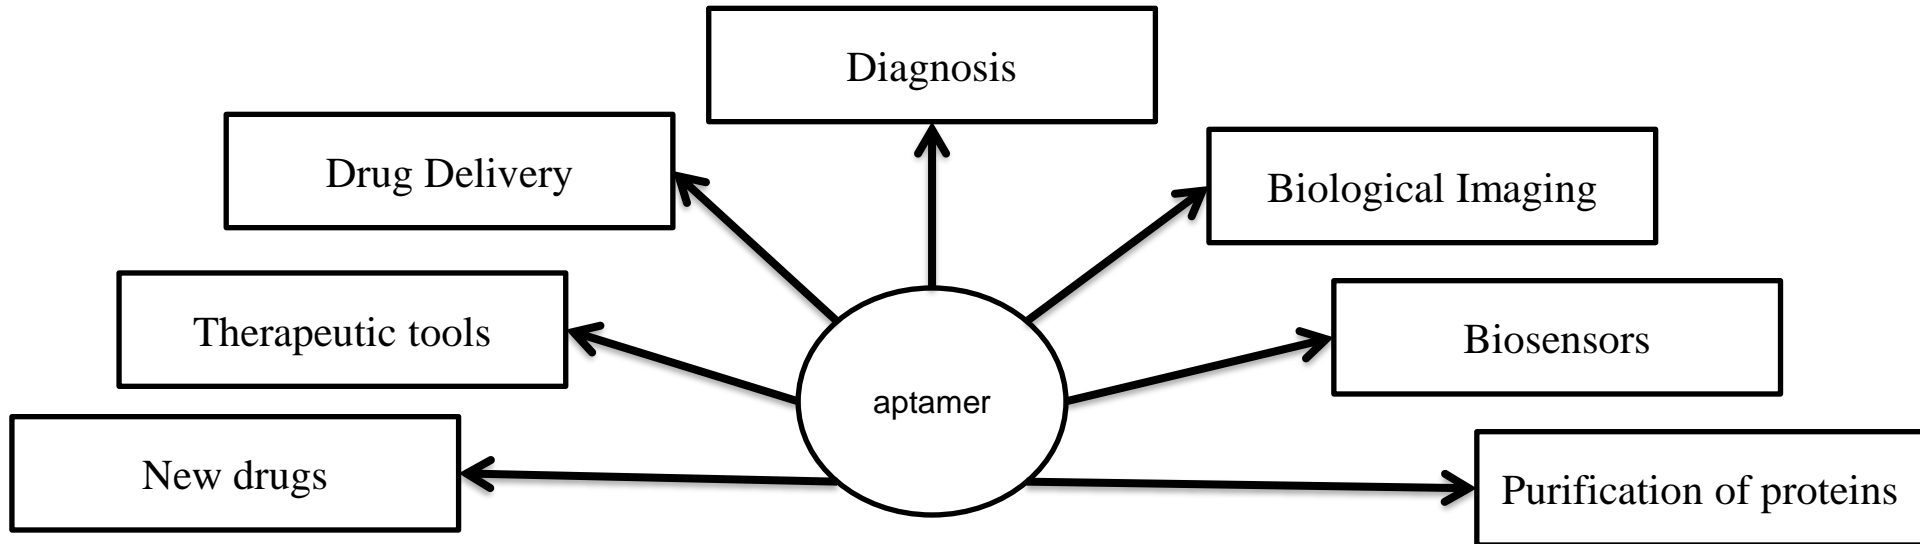 Diagnosis
Drug Delivery
Biological Imaging
Therapeutic tools
Biosensors
aptamer
New drugs
Purification of proteins